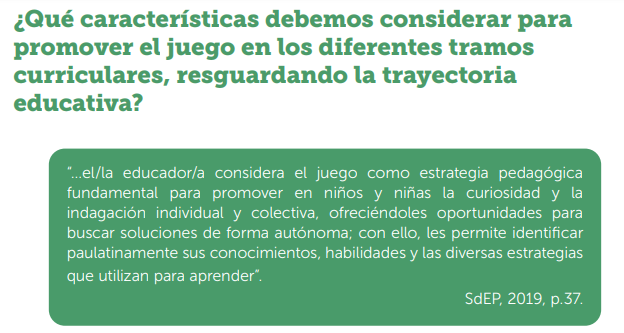 ¿Qué características debemos considerar para
promover el juego en los diferentes tramos
curriculares, resguardando la trayectoria
educativa?
“...el/la educador/a considera el juego como estrategia pedagógica
fundamental para promover en niños y niñas la curiosidad y la
indagación individual y colectiva, ofreciéndoles oportunidades para
buscar soluciones de forma autónoma; con ello, les permite identificar
paulatinamente sus conocimientos, habilidades y las diversas estrategias
que utilizan para aprender”.
SdEP, 2019, p.37.